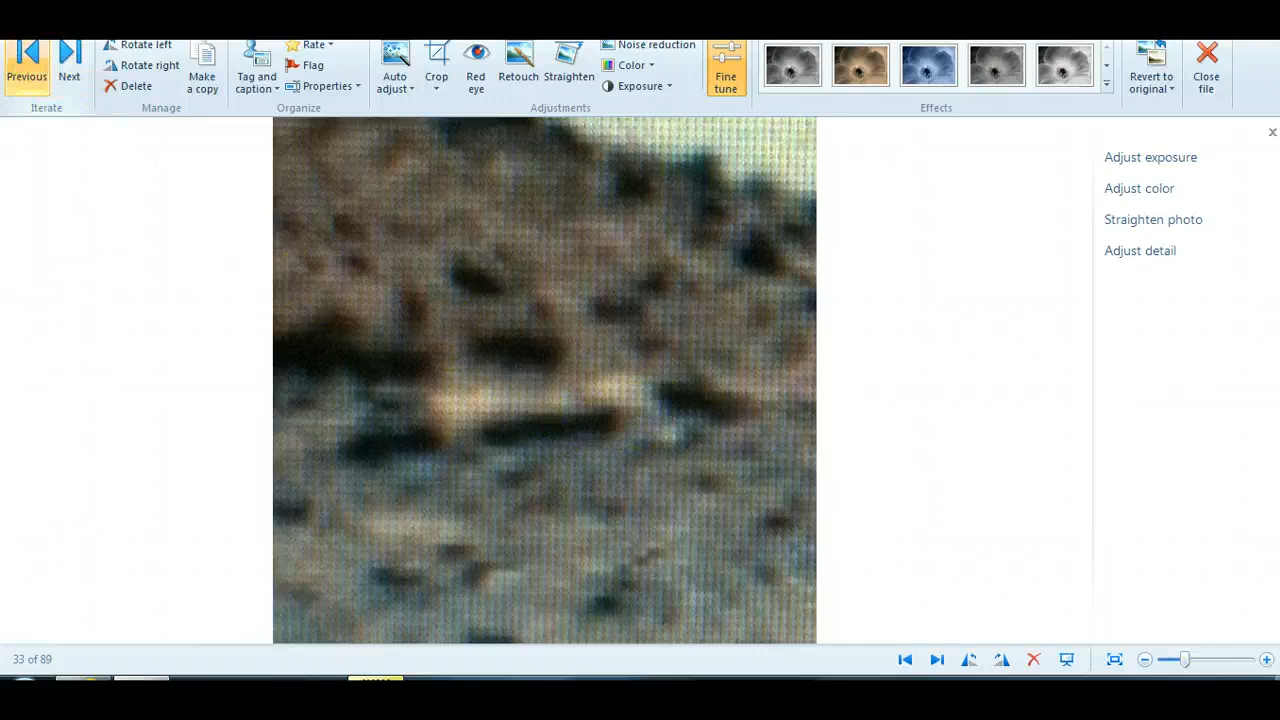 Rotate left
Rotate right
Delete
Manage
Make
a copy
Tag and
caption
Rate
Flag
Properties
Organize
Auto
adjust
Crop
Red
eye
Retouch
Straighten
Noise reduction
Color
Exposure
Adjustments
Fine
tune
Effects
Revert to
original
Close
file
Previous
Next
Iterate
Adjust exposure
Adjust color
Straighten photo
Adjust detail
33 of 89